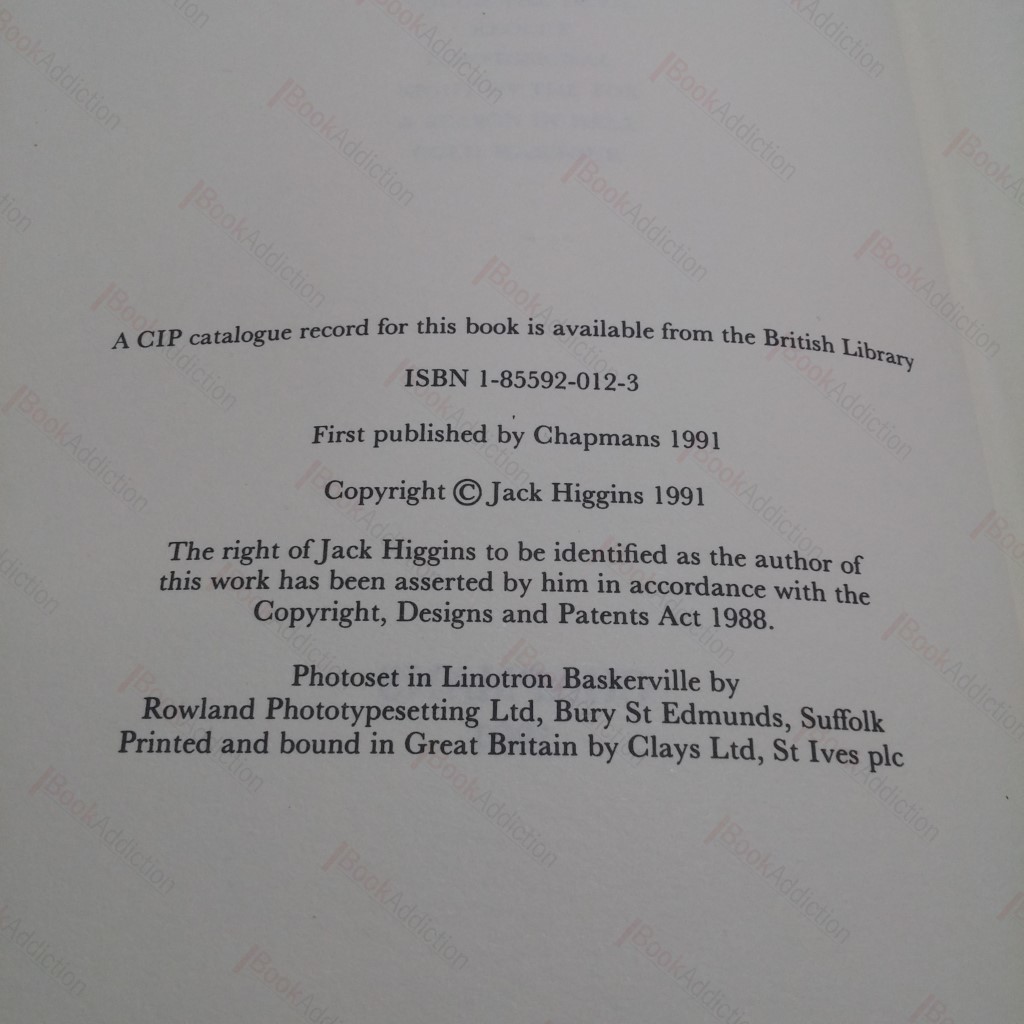 A CIP catalogue record for this book is available from the British Library
ISBN 1-85592-012-3
First published by Chapmans 1991
Copyright © Jack Higgins 1991
The right of Jack Higgins to be identified as the author of
this work has been asserted by him in accordance with the
Copyright, Designs and Patents Act 1988.
Photoset in Linotron Baskerville by
Rowland Phototypesetting Ltd, Bury St Edmunds, Suffolk
Printed and bound in Great Britain by Clays Ltd, St Ives plc
BookAddiction